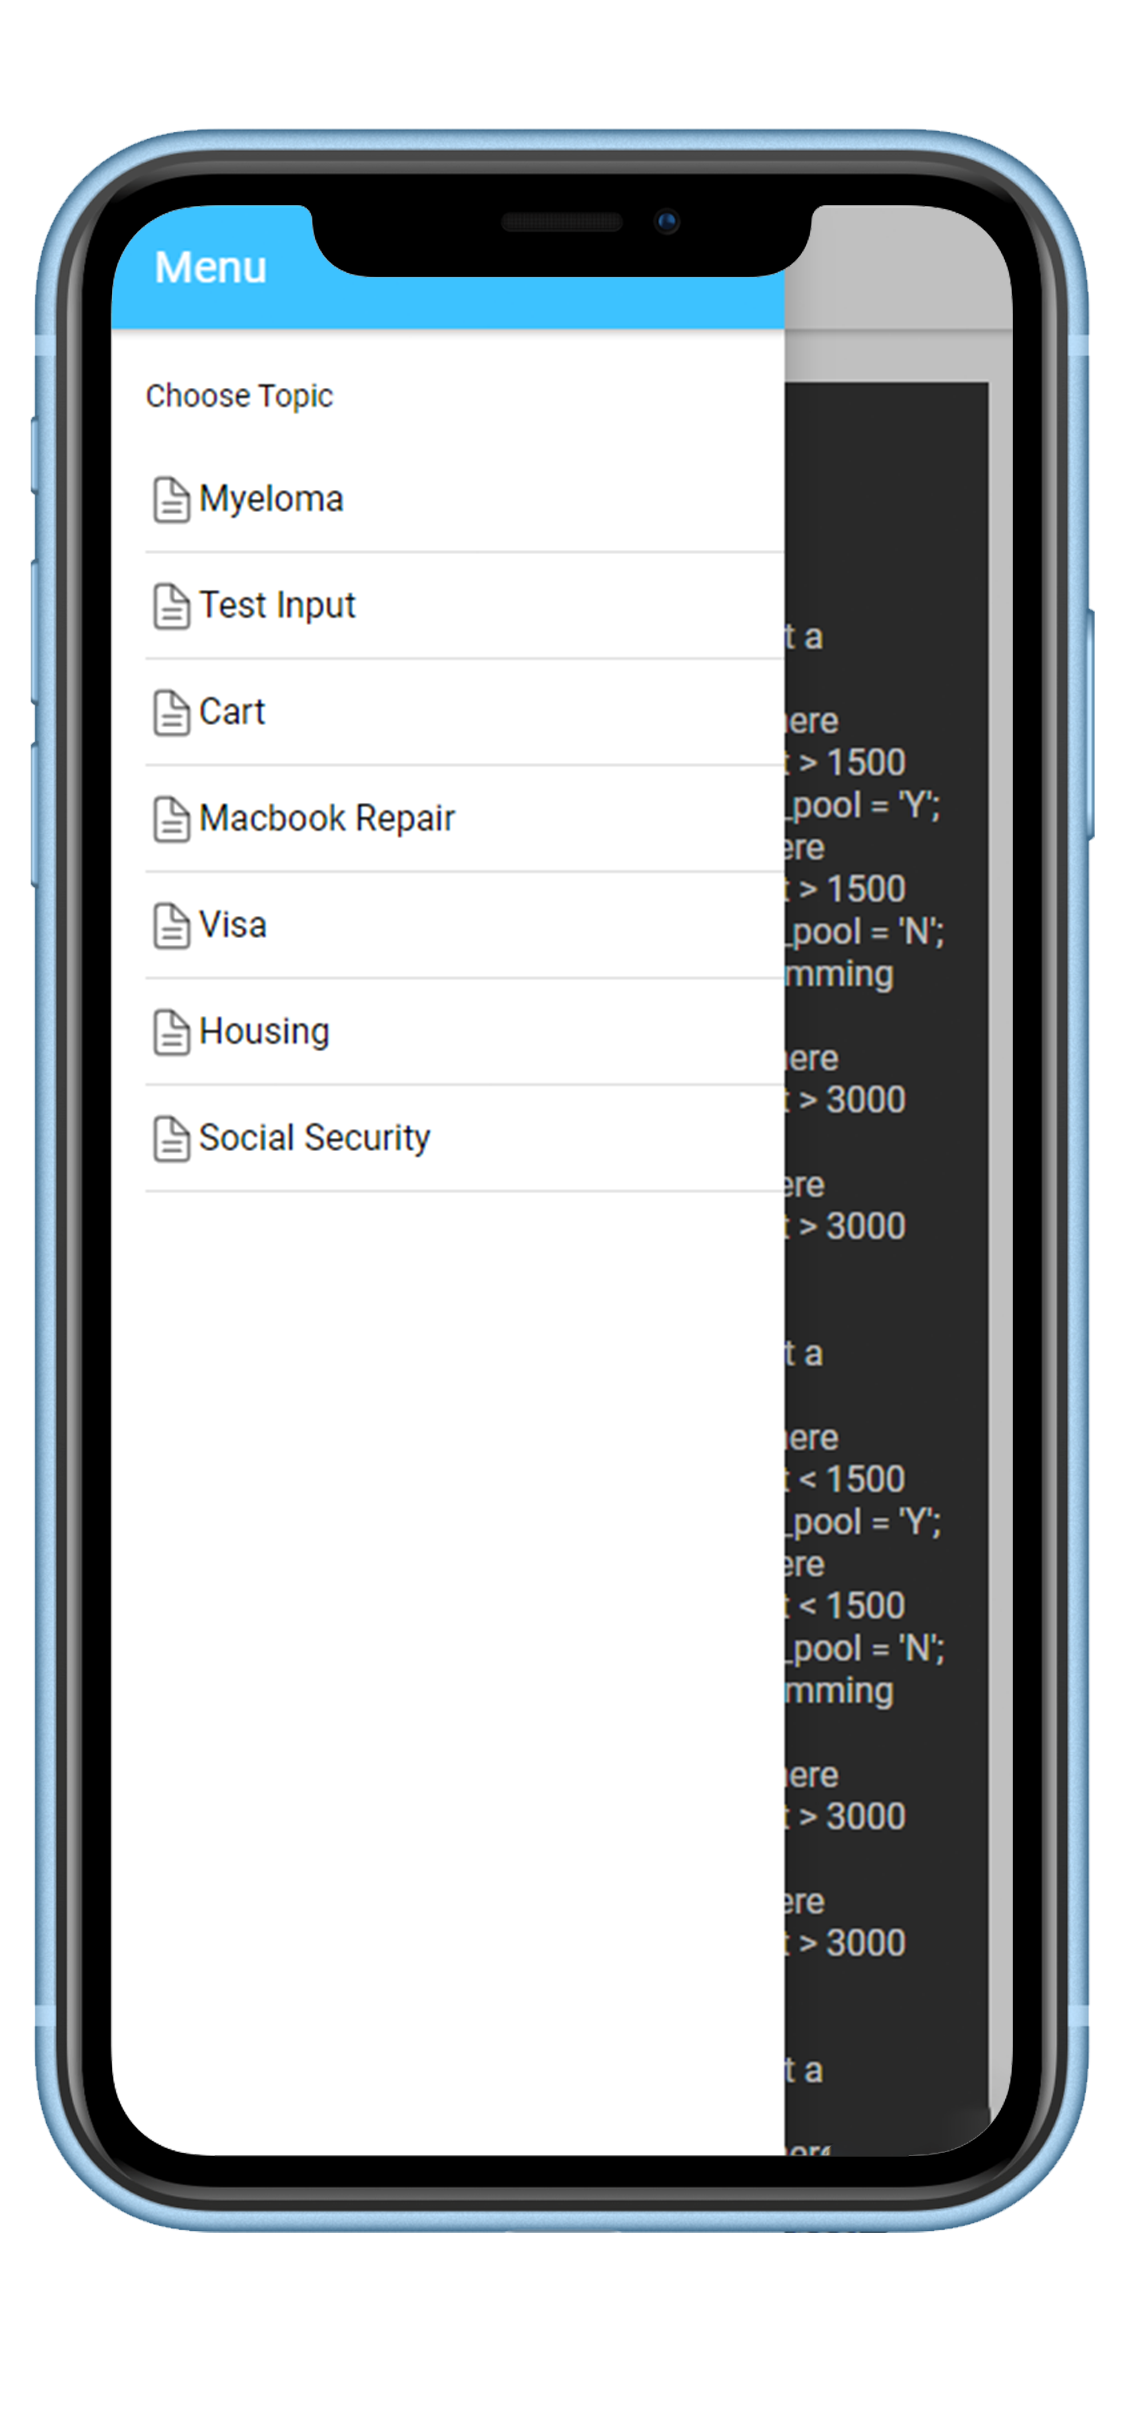 Menu
Choose Topic
Myeloma
Test Input
Cart
Macbook Repair
Visa
Housing
Social Security
t a
ere
t > 1500
_pool = 'Y';
ere
t > 1500
_pool = 'N';
mming
ere
t > 3000
ere
t > 3000
t a
ere
t < 1500
_pool = 'Y';
ere
t < 1500
_pool = 'N';
mming
ere
t > 3000
ere
t > 3000
t a